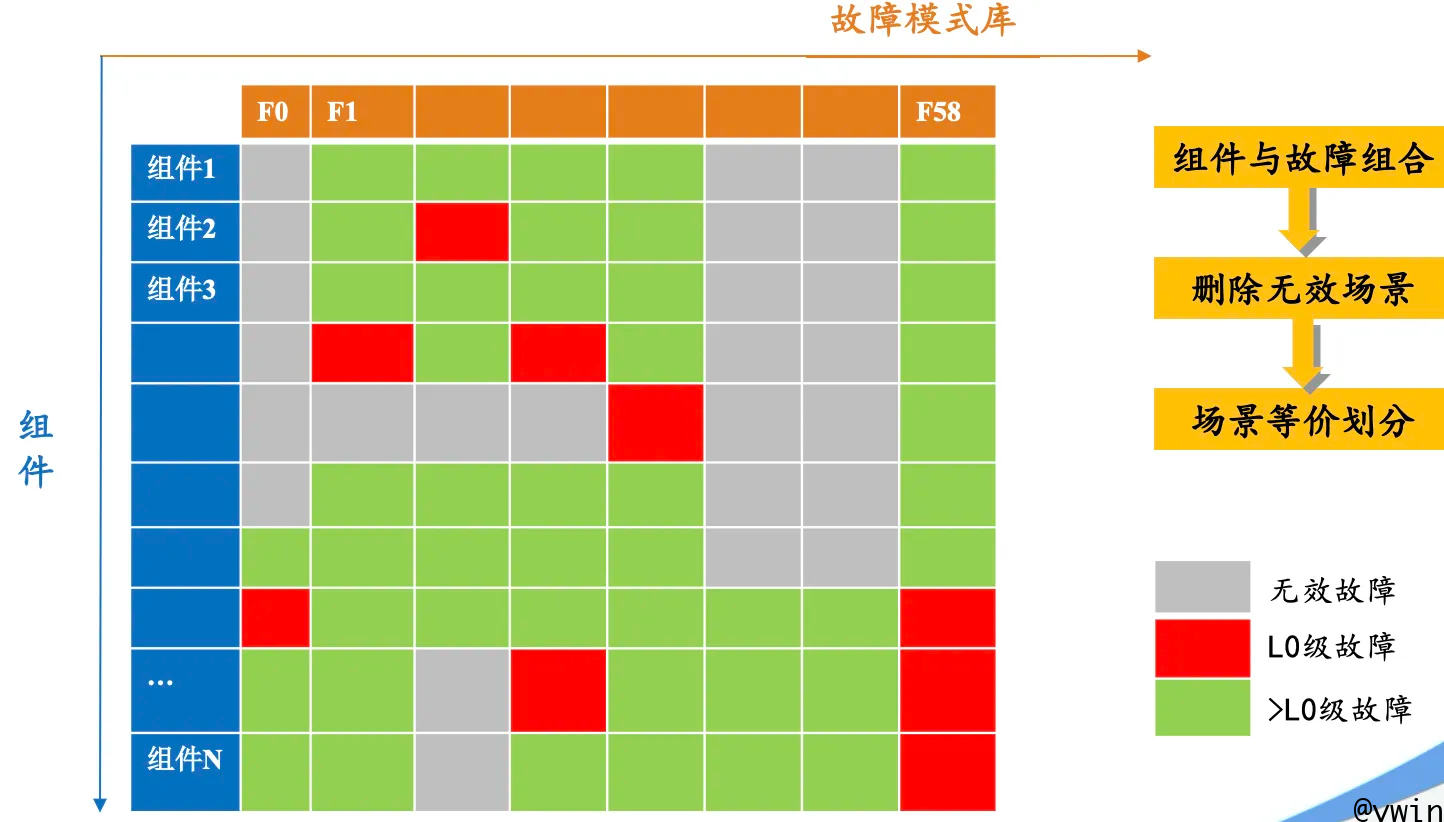 故障模式库
F0 F1 F58
组件1
组件2
组件3
…
组件N
组件
组件与故障组合
删除无效场景
场景等价划分
无效故障
L0级故障
>L0级故障
@vwin